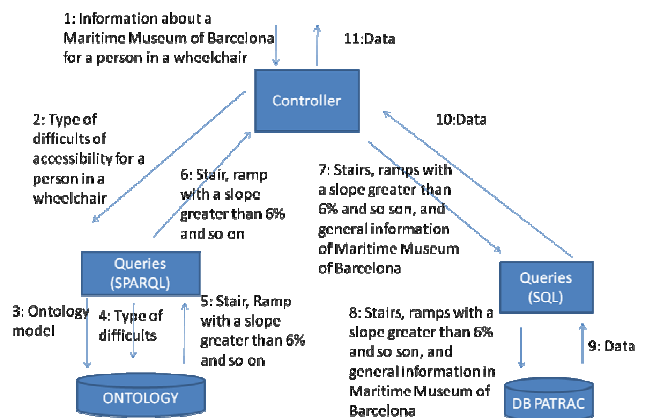 1: Information about a
Maritime Museum of Barcelona
for a person in a wheelchair
11:Data
Controller
2: Type of
difficults of
accessibility for a
person in a
wheelchair
10:Data
6: Stair, ramp
with a slope
greater than 6%
and so on
7: Stairs, ramps with
a slope greater than
6% and so son, and
general information
of Maritime Museum
of Barcelona
Queries
(SPARQL)
Queries
(SQL)
3: Ontology
model
4: Type of
difficults
5: Stair, Ramp
with a slope
greater than 6%
and so on
8: Stairs, ramps with a
slope greater than 6%
and so son, and
general information in
Maritime Museum of
Barcelona
9: Data
ONTOLOGY
DB PATRAC